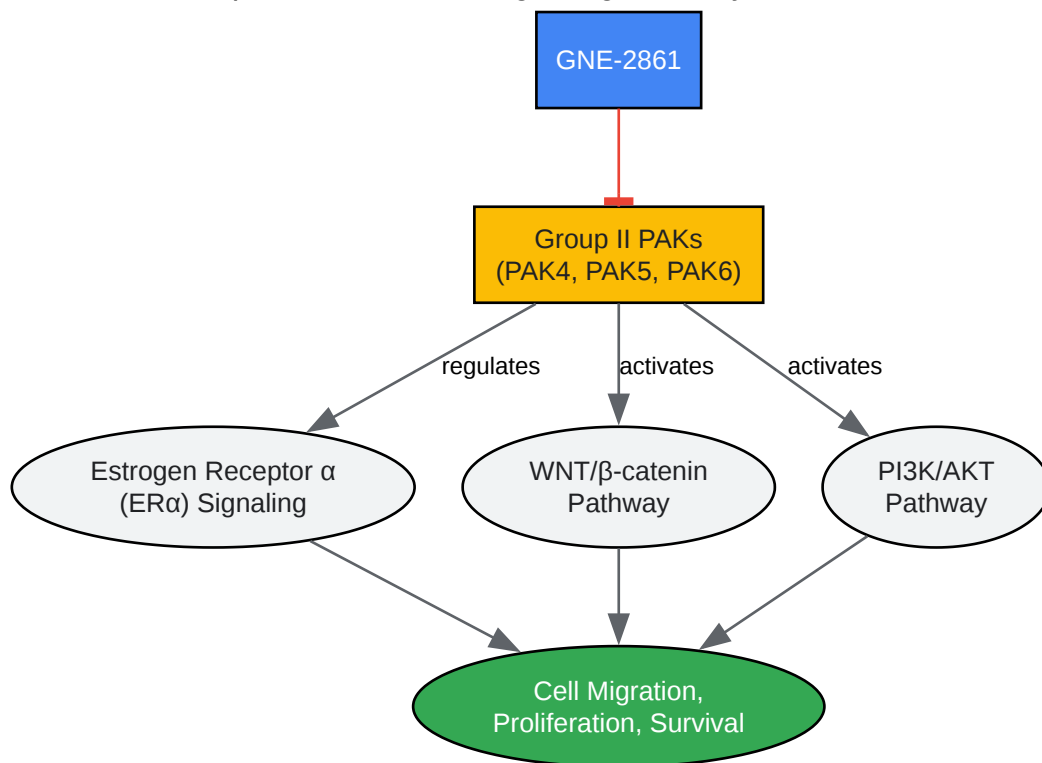 GNE-2861
Group II PAKs
(PAK4, PAK5, PAK6)
regulates
activates
activates
Estrogen Receptor α
(ERα) Signaling
WNT/β-catenin
Pathway
PI3K/AKT
Pathway
Cell Migration,
Proliferation, Survival